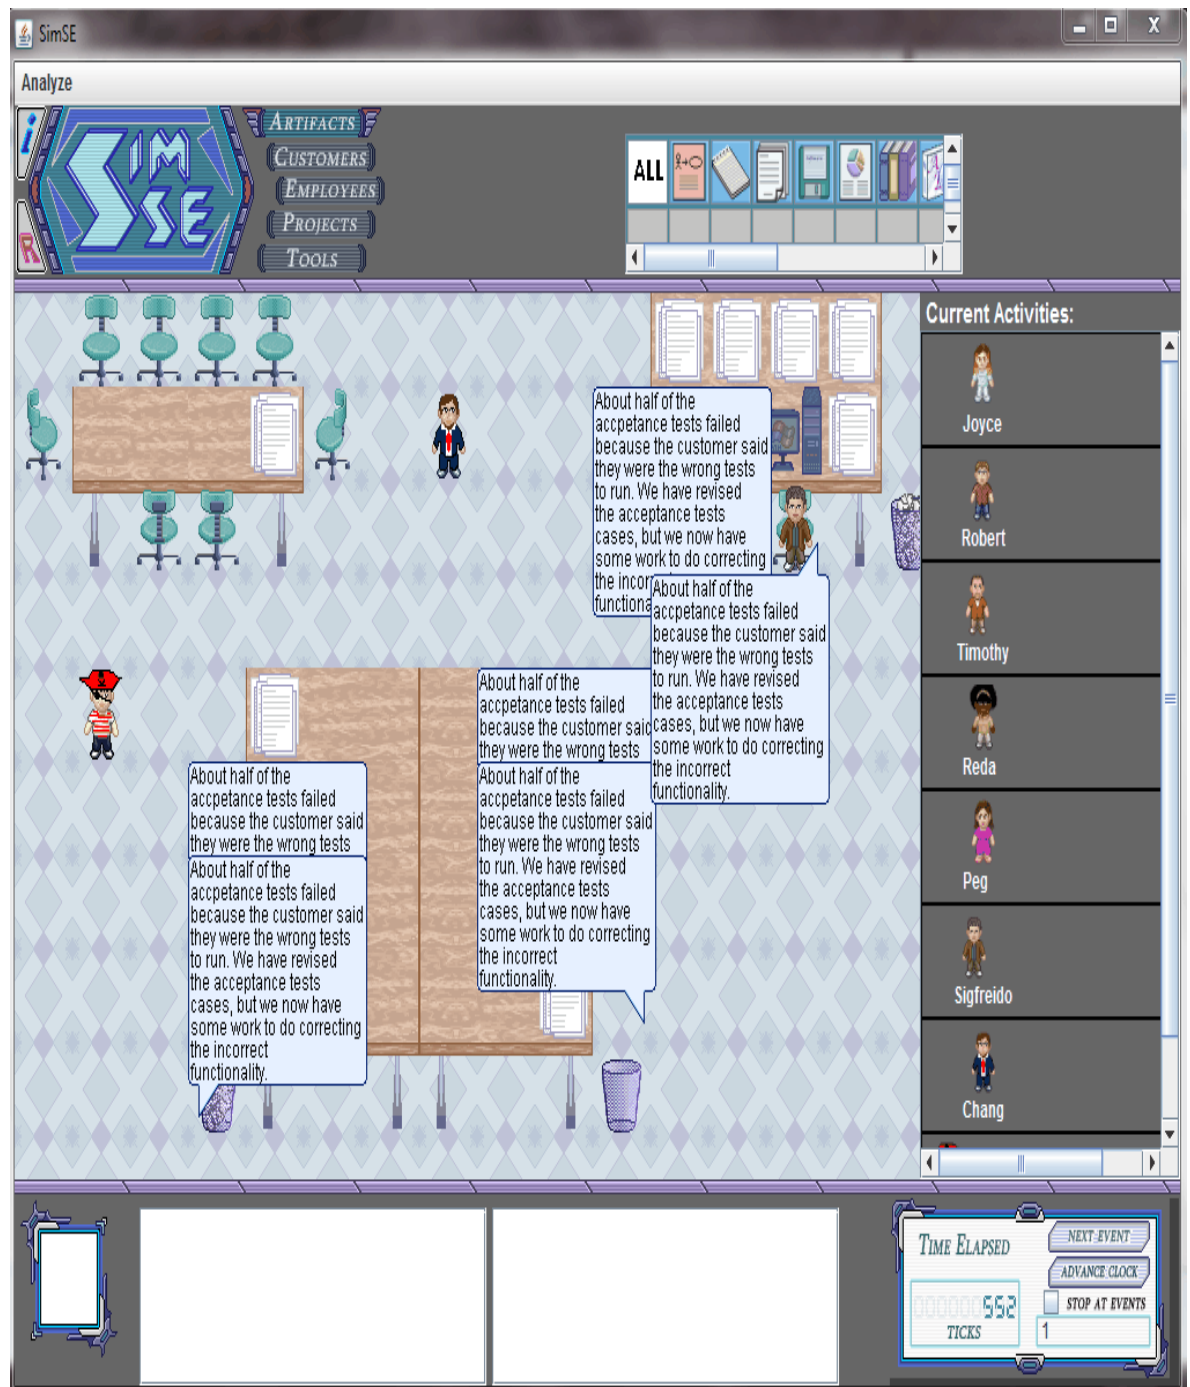 SimSE
X
Analyze
i
R
SIM
SE
ARTIFACTS
CUSTOMERS
EMPLOYEES
PROJECTS
TOOLS
ALL
Current Activities:
Joyce
Robert
Timothy
Reda
Peg
Sigfreido
Chang
About half of the
accpetance tests failed
because the customer said
they were the wrong tests
to run. We have revised
the acceptance tests
cases, but we now have
some work to do correcting
the incor
functiona
About half of the
accpetance tests failed
because the customer said
they were the wrong tests
to run. We have revised
the acceptance tests
cases, but we now have
some work to do correcting
the incorrect
functionality.
About half of the
accpetance tests failed
because the customer said
they were the wrong tests
About half of the
accpetance tests failed
because the customer said
they were the wrong tests
to run. We have revised
the acceptance tests
cases, but we now have
some work to do correcting
the incorrect
functionality.
About half of the
accpetance tests failed
because the customer said
they were the wrong tests
About half of the
accpetance tests failed
because the customer said
they were the wrong tests
to run. We have revised
the acceptance tests
cases, but we now have
some work to do correcting
the incorrect
functionality.
TIME ELAPSED
552
TICKS
NEXT EVENT
ADVANCE CLOCK
STOP AT EVENTS
1